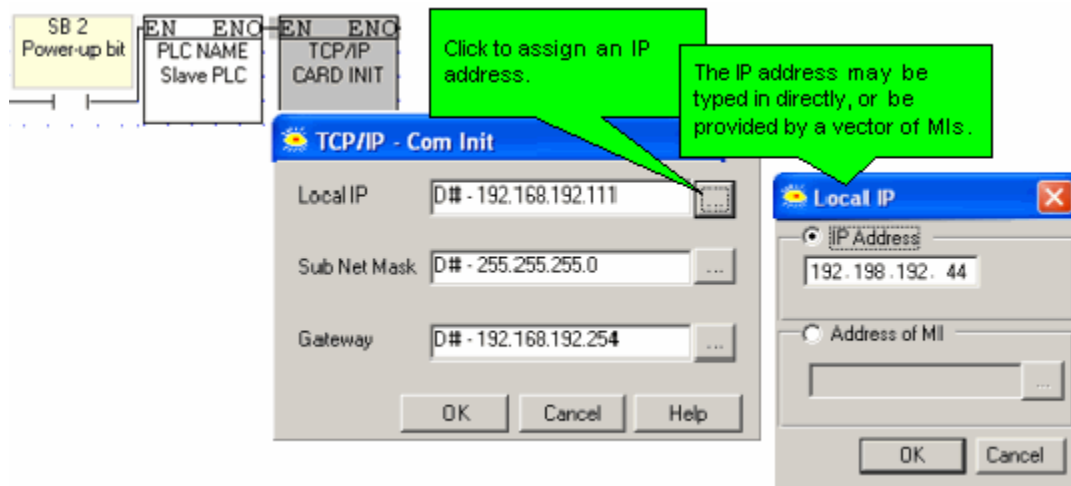 SB 2
Power-up bit
EN ENO
PLC NAME
Slave PLC
EN ENO
TCP/IP
CARD INIT
Click to assign an IP
address.
The IP address may be
typed in directly, or be
provided by a vector of MIs.
TCP/IP - Com Init
Local IP
D# - 192.168.192.111
...
Sub Net Mask
D# - 255.255.255.0
...
Gateway
D# - 192.168.192.254
...
OK Cancel Help
Local IP
IP Address
192 . 198 . 192 . 44
Address of MI
...
OK Cancel